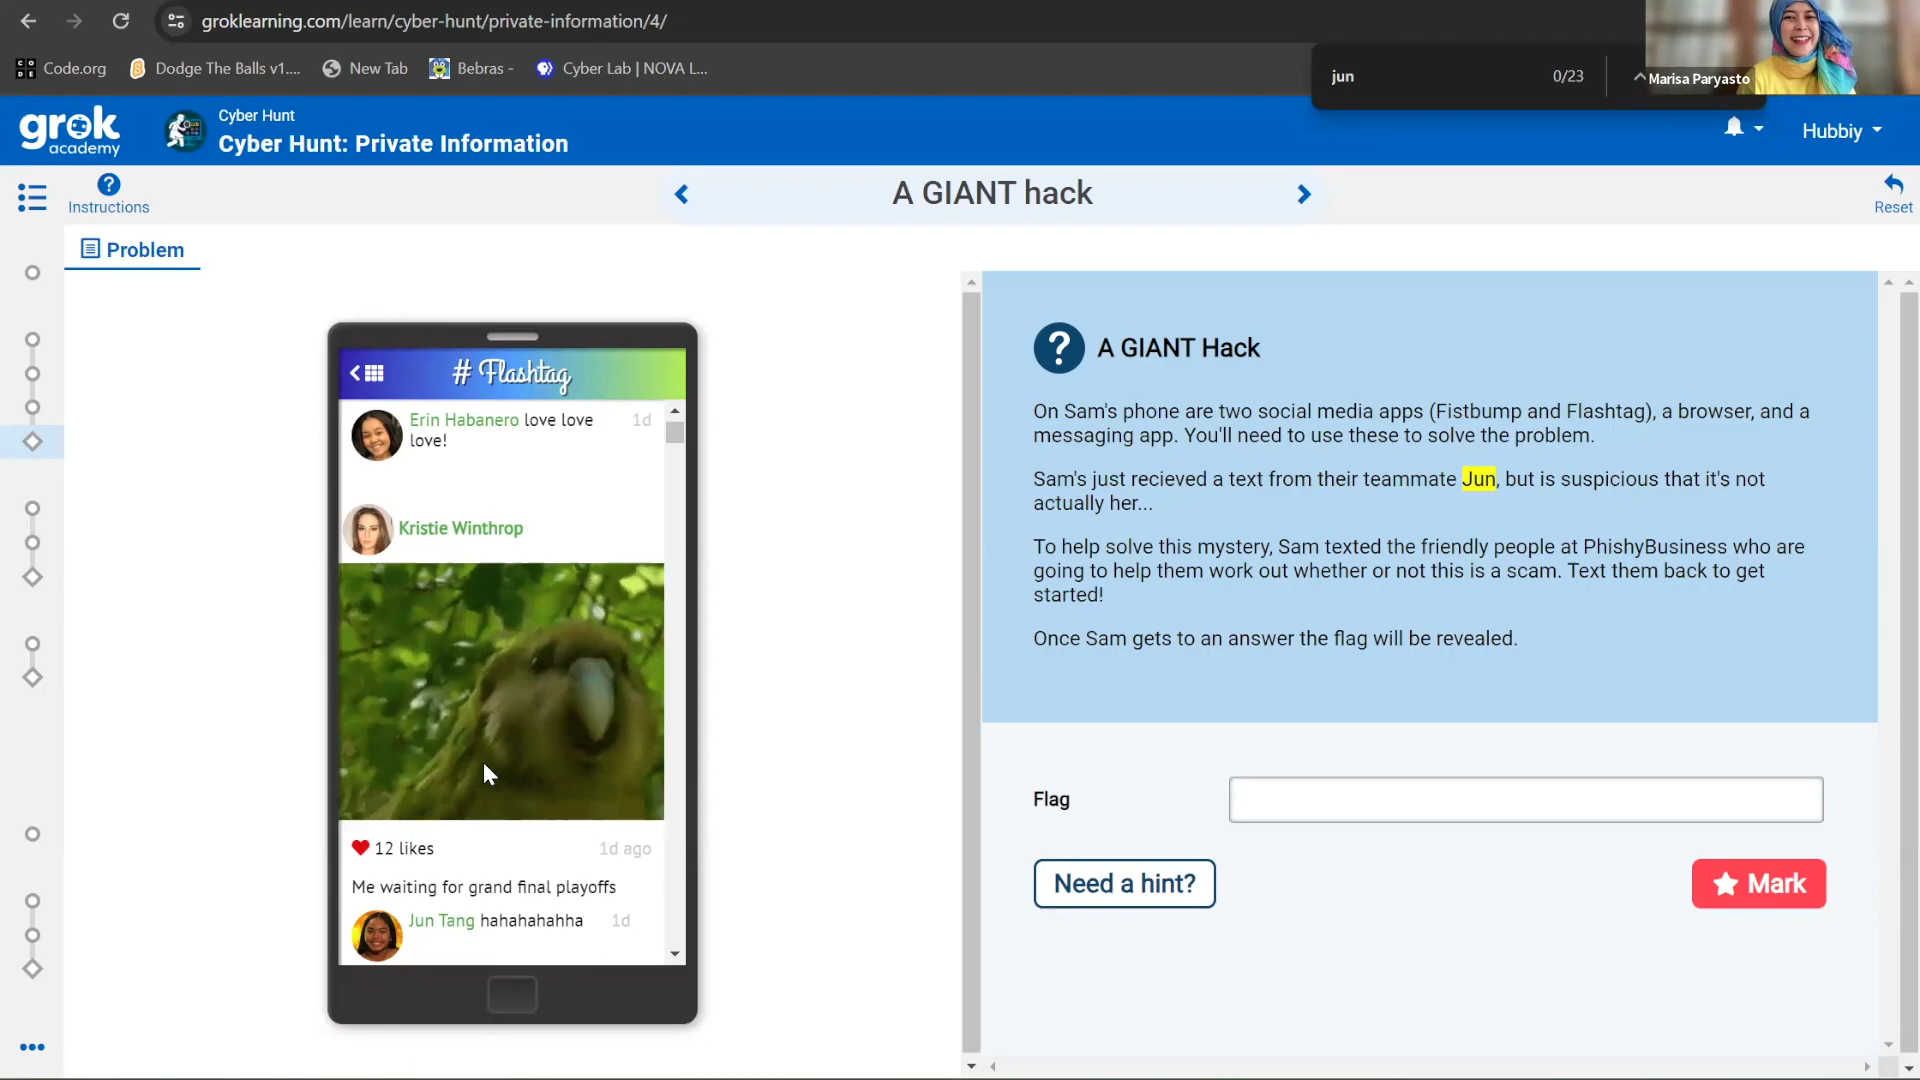 groklearning.com/learn/cyber-hunt/private-information/4/
Code.org
Dodge The Balls v1....
New Tab
Bebras -
Cyber Lab | NOVA L...
jun
0/23
Marisa Paryasto
grok
academy
Cyber Hunt
Cyber Hunt: Private Information
Hubbiy
Instructions
A GIANT hack
Reset
Problem
# Flashtag
Erin Habanero love love
love!
1d
Kristie Winthrop
12 likes
1d ago
Me waiting for grand final playoffs
Jun Tang hahahahahha
1d
? A GIANT Hack
On Sam's phone are two social media apps (Fistbump and Flashtag), a browser, and a
messaging app. You'll need to use these to solve the problem.
Sam's just recieved a text from their teammate Jun, but is suspicious that it's not
actually her...
To help solve this mystery, Sam texted the friendly people at PhishyBusiness who are
going to help them work out whether or not this is a scam. Text them back to get
started!
Once Sam gets to an answer the flag will be revealed.
Flag
Need a hint?
Mark